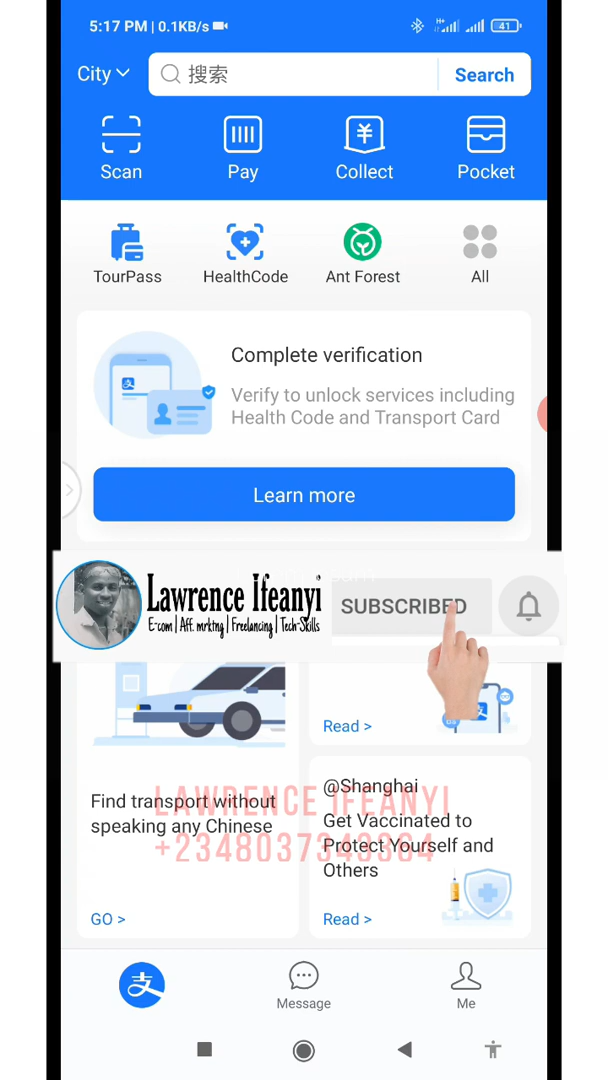 5:17 PM | 0.1KB/s
H+
41
City
搜索
Search
Scan
Pay
Collect
Pocket
支
TourPass
HealthCode
Ant Forest
All
Complete verification
Verify to unlock services including
Health Code and Transport Card
Learn more
Lawrence Ifeanyi
E-com | Aff. mrktng | Freelancing | Tech-Skills
SUBSCRIBED
Read >
Find transport without
speaking any Chinese
GO >
@Shanghai
Get Vaccinated to
Protect Yourself and
Others
Read >
LAWRENCE IFEANYI
支
Message
Me